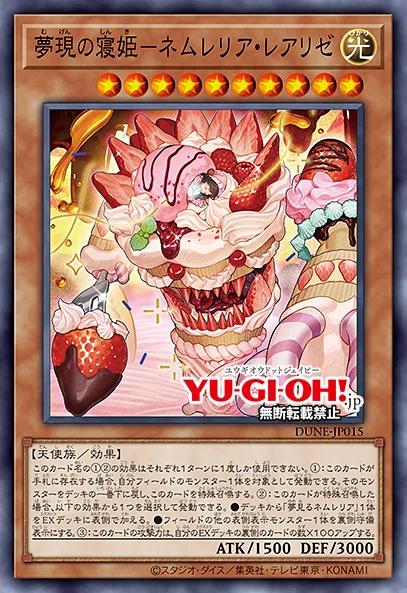 むげん しんき
夢現の寝姫－ネムレリア・レアリゼ
ひかり
光
ユウギオウドットジェイピー
YU-GI-OH!.jp
無断転載禁止
DUNE-JP015
【天使族／効果】
このカード名の①②の効果はそれぞれ1ターンに1度しか使用できない。①：このカードが
手札に存在する場合、自分フィールドのモンスター1体を対象として発動できる。そのモ
ンスターをデッキの一番下に戻し、このカードを特殊召喚する。②：このカードが特殊召喚
した場合、以下の効果から1つを選択して発動できる。●デッキから「夢見るネムレリア」1体
をEXデッキに表側で加える。●フィールドの他の表側表示モンスター1体を裏側守備
表示にする。③：このカードの攻撃力は、自分のEXデッキの裏側のカードの数×100アップする。
ATK/1500 DEF/3000
©スタジオ・ダイス／集英社・テレビ東京・KONAMI